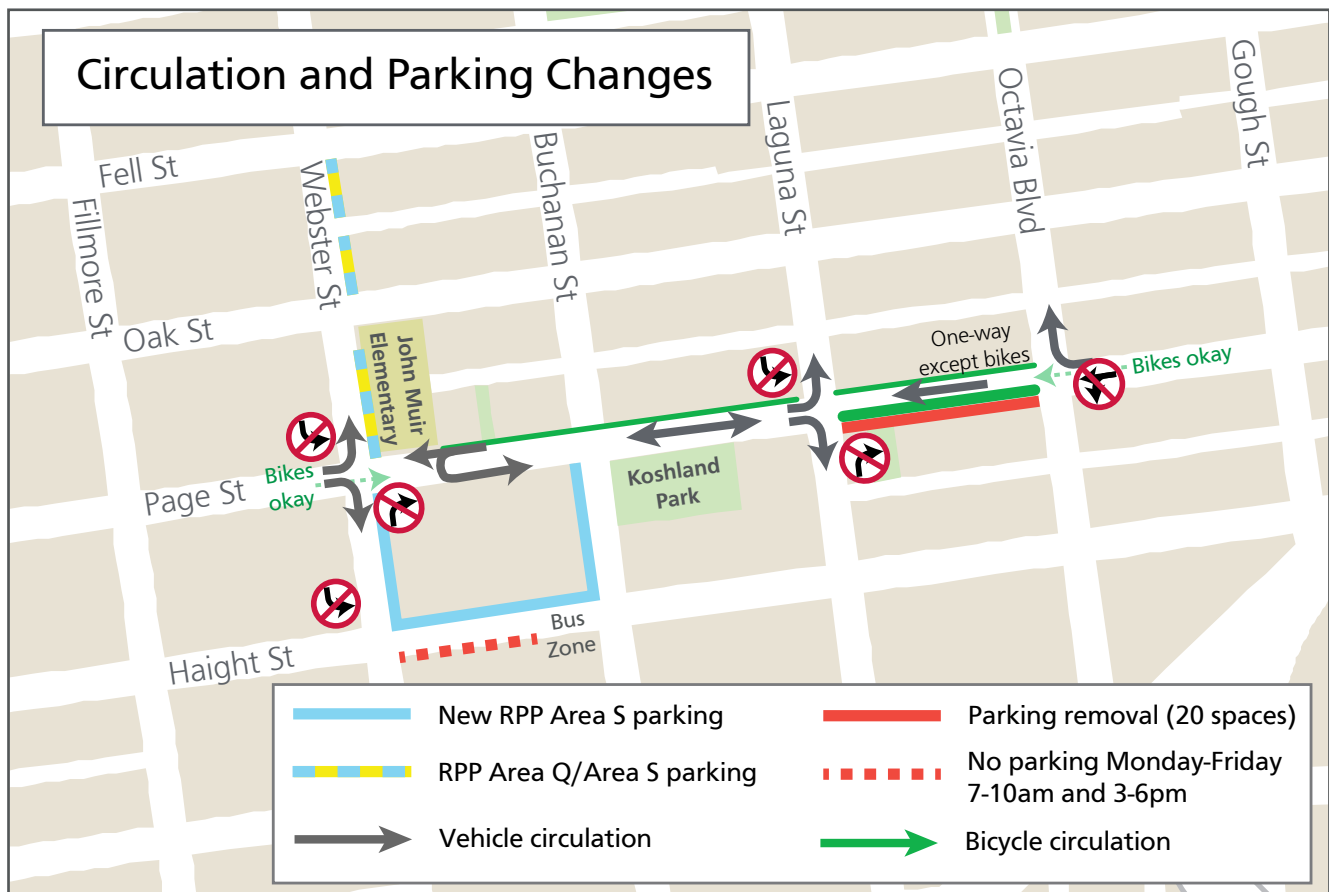 Circulation and Parking Changes
Fell St
Fillmore St
Webster St
Buchanan St
Laguna St
Octavia Blvd
Gough St
Oak St
John Muir
Elementary
One-way
except bikes
Bikes okay
Page St
Bikes
okay
Koshland
Park
Haight St
Bus
Zone
New RPP Area S parking
RPP Area Q/Area S parking
Vehicle circulation
Parking removal (20 spaces)
No parking Monday-Friday
7-10am and 3-6pm
Bicycle circulation